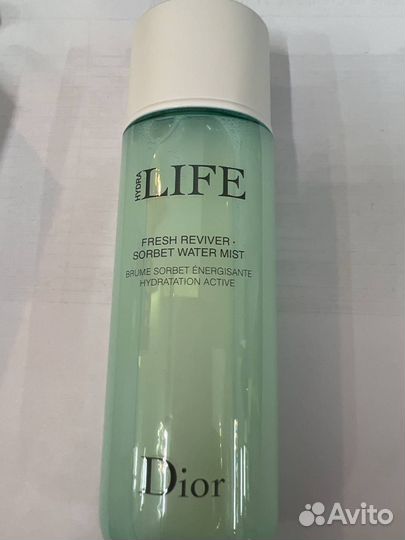 HYDRA LIFE
FRESH REVIVER •
SORBET WATER MIST
BRUME SORBET ÉNERGISANTE
HYDRATATION ACTIVE
Dior
Avito